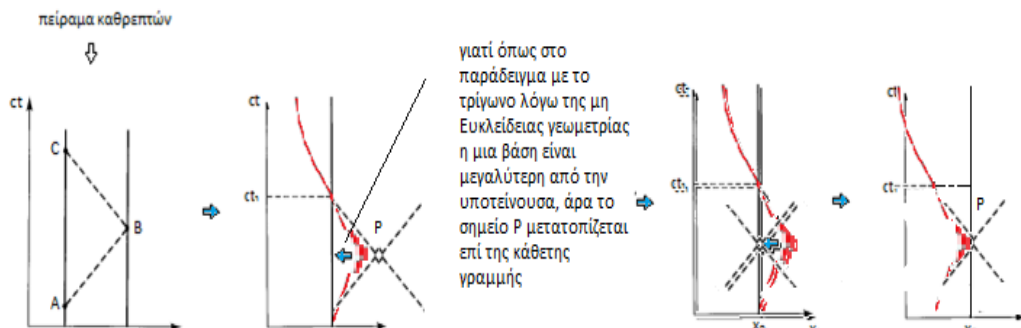 πείραμα καθρεπτών
ct
C
B
A
ct
ct₁
P
γιατί όπως στο
παράδειγμα με το
τρίγωνο λόγω της μη
Ευκλείδειας γεωμετρίας
η μια βάση είναι
μεγαλύτερη από την
υποτείνουσα, άρα το
σημείο P μετατοπίζεται
επί της κάθετης
γραμμής
ct
P